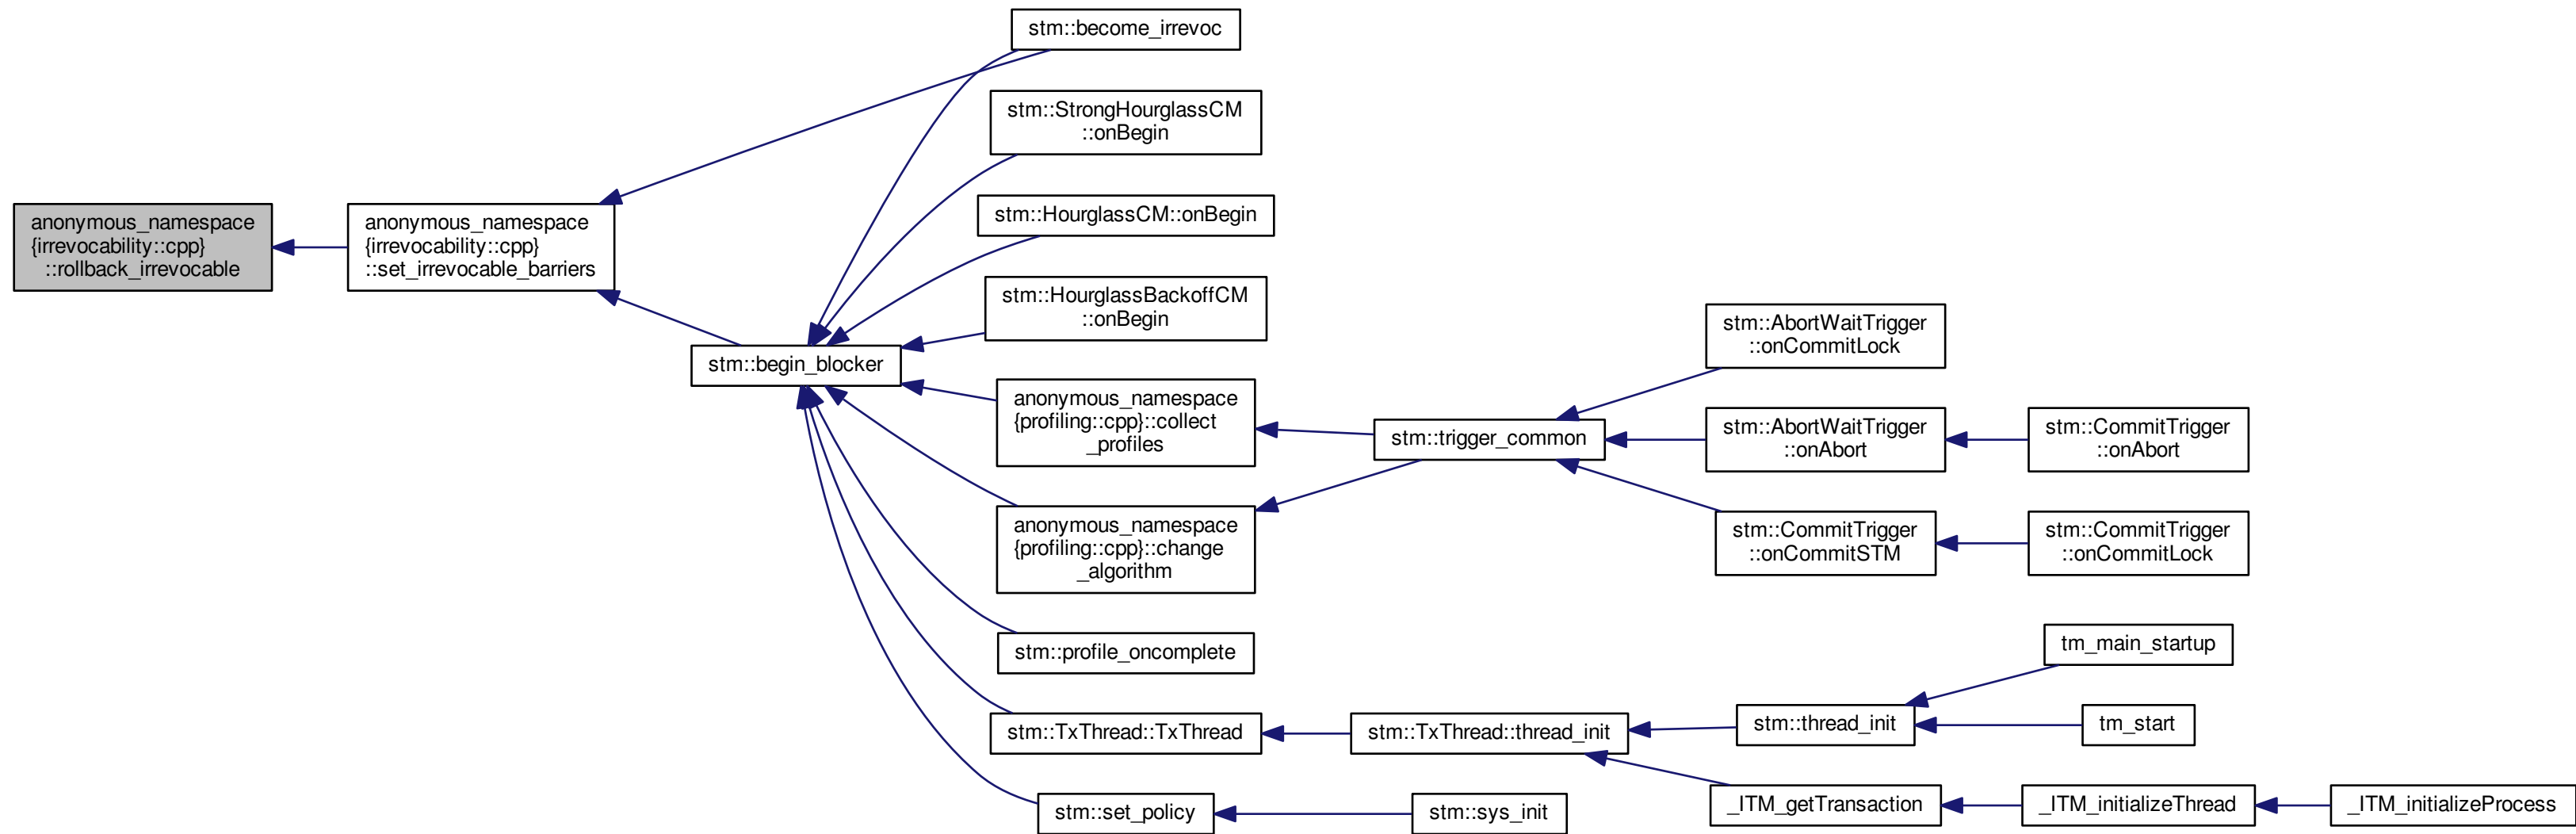 anonymous_namespace
{irrevocability::cpp}
::rollback_irrevocable
anonymous_namespace
{irrevocability::cpp}
::set_irrevocable_barriers
stm::become_irrevoc
stm::begin_blocker
stm::StrongHourglassCM
::onBegin
stm::HourglassCM::onBegin
stm::HourglassBackoffCM
::onBegin
anonymous_namespace
{profiling::cpp}::collect
_profiles
anonymous_namespace
{profiling::cpp}::change
_algorithm
stm::profile_oncomplete
stm::TxThread::TxThread
stm::set_policy
stm::trigger_common
stm::AbortWaitTrigger
::onCommitLock
stm::AbortWaitTrigger
::onAbort
stm::CommitTrigger
::onAbort
stm::CommitTrigger
::onCommitSTM
stm::CommitTrigger
::onCommitLock
stm::TxThread::thread_init
stm::thread_init
tm_main_startup
tm_start
_ITM_getTransaction
_ITM_initializeThread
_ITM_initializeProcess
stm::sys_init